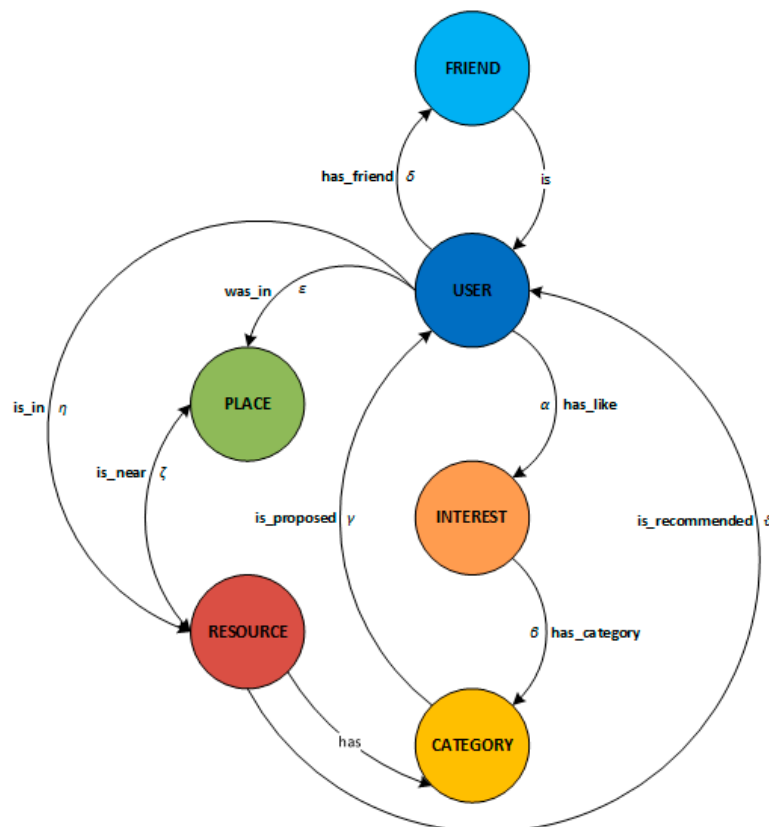 FRIEND
has_friend δ
is
USER
was_in ε
PLACE
is_in η
α has_like
is_near ζ
INTEREST
is_proposed γ
is_recommended
RESOURCE
β has_category
has
CATEGORY